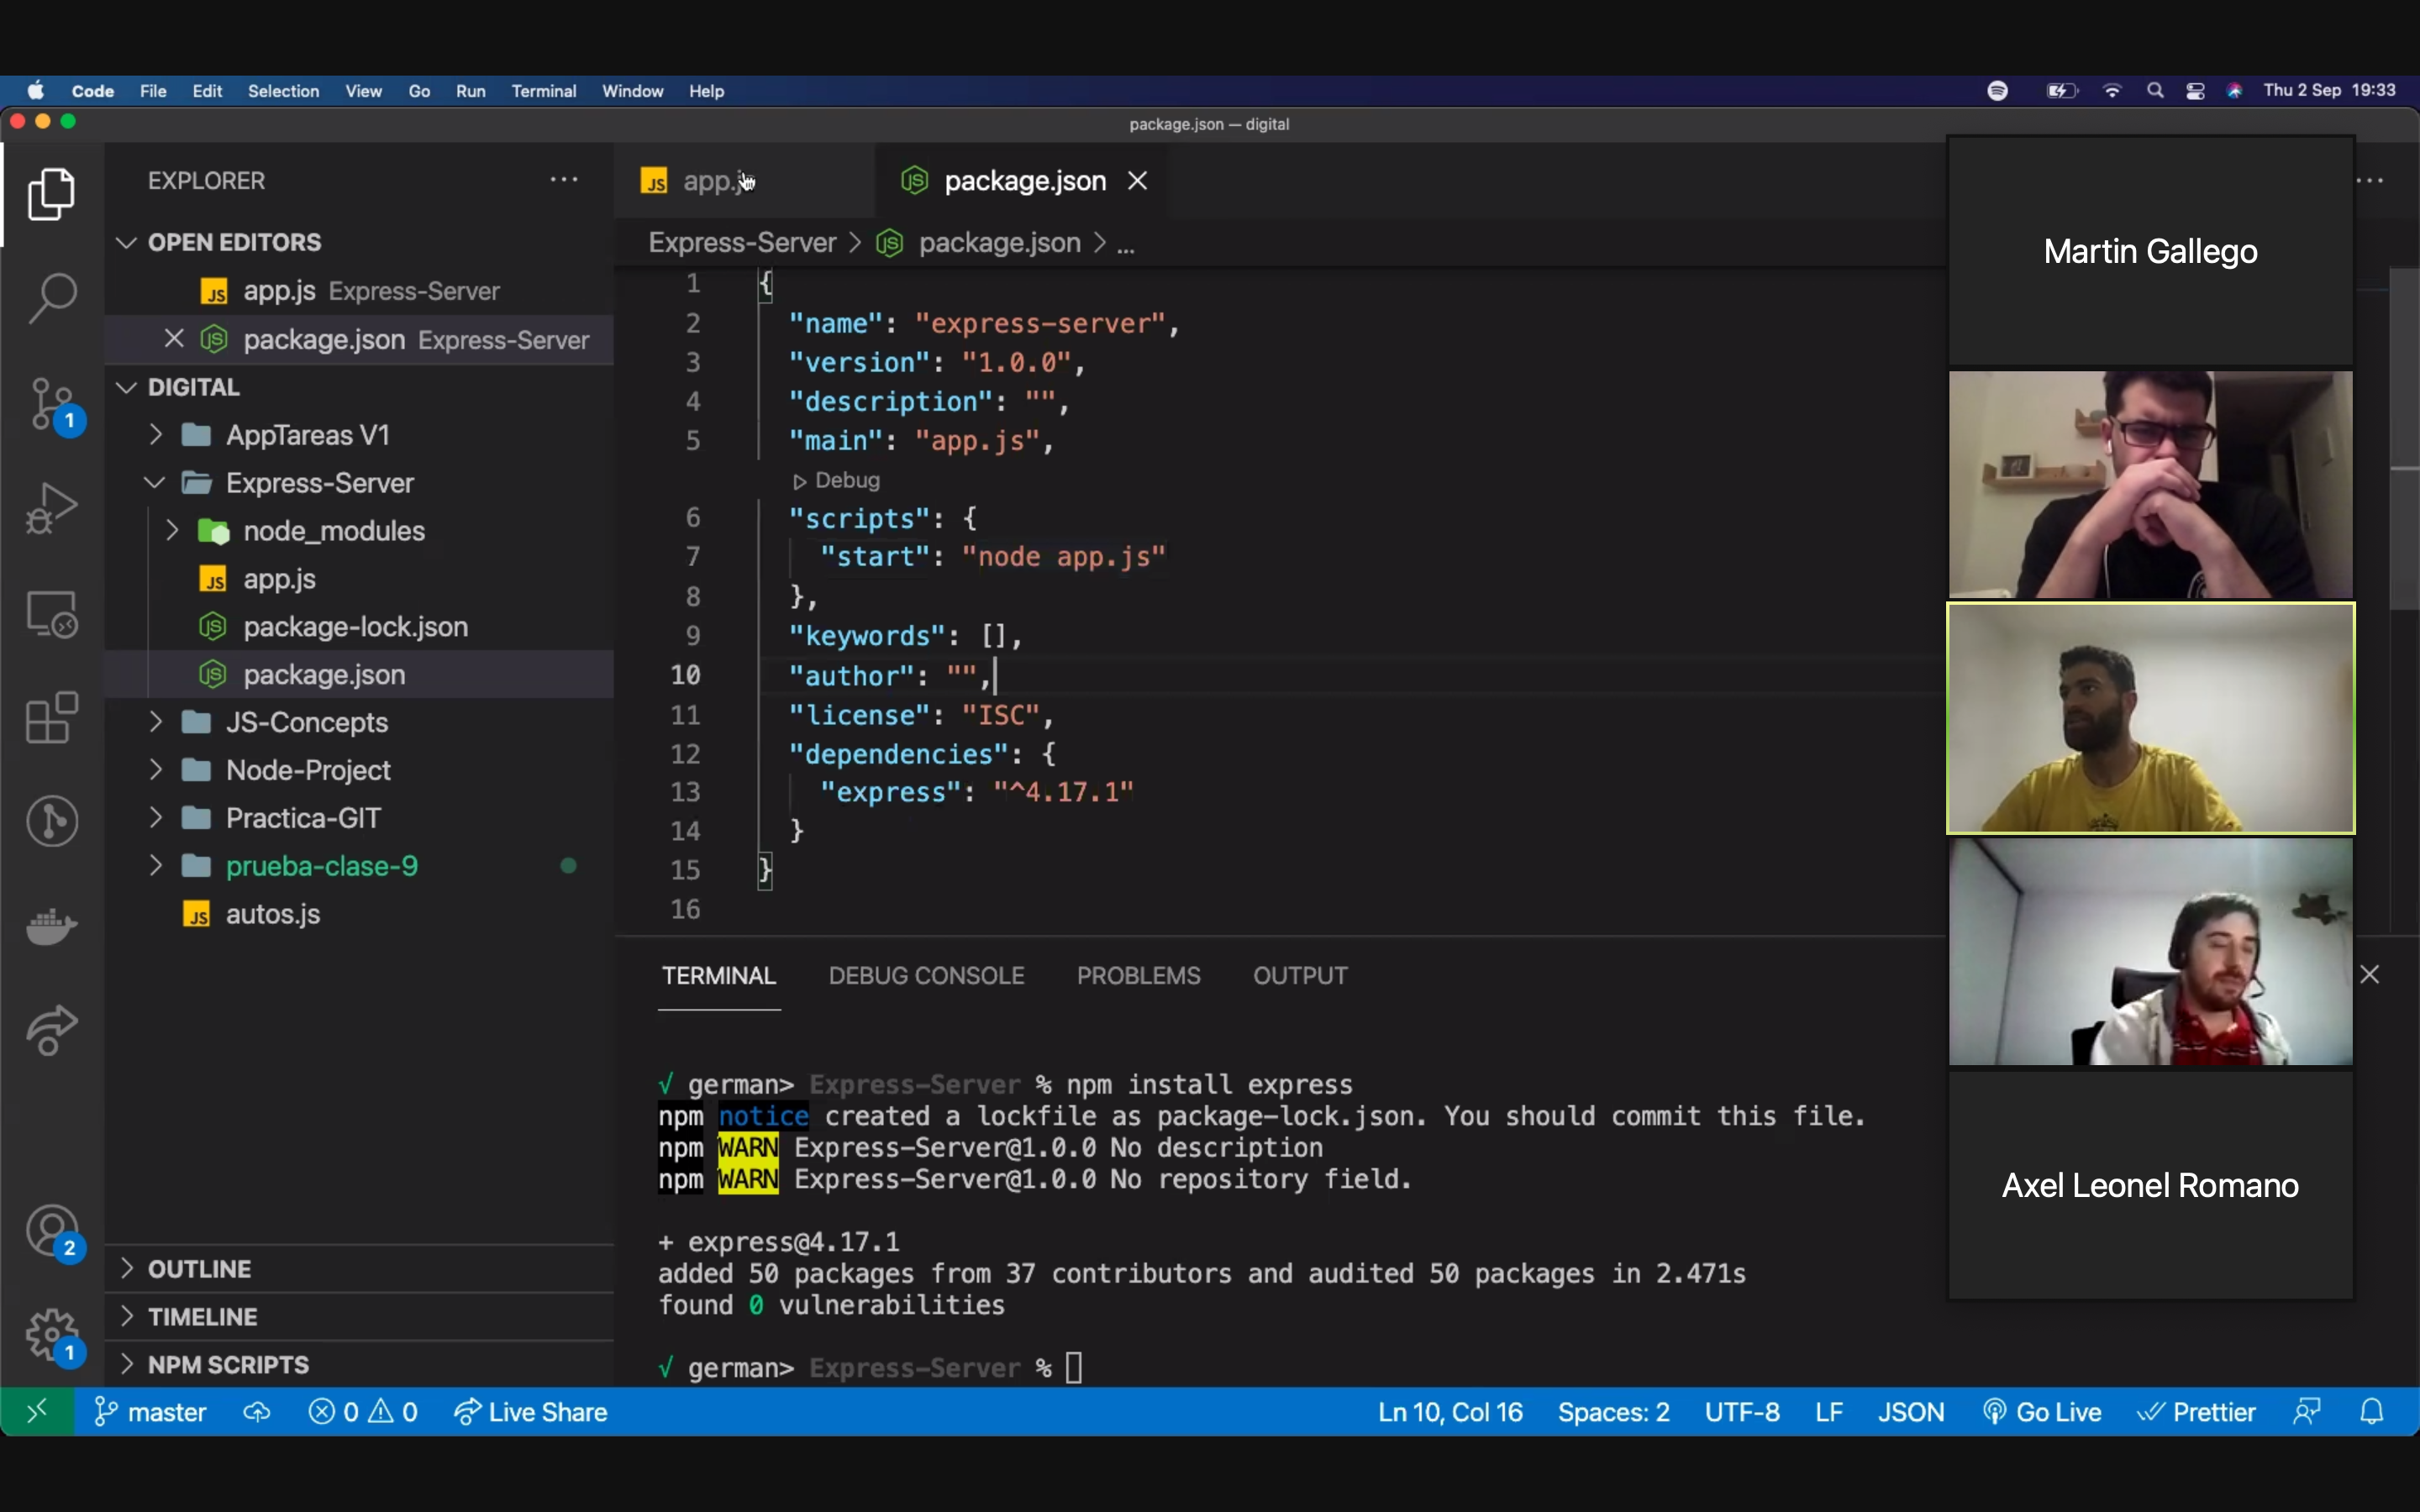 Code File Edit Selection View Go Run Terminal Window Help Thu 2 Sep 19:33
package.json — digital
EXPLORER
OPEN EDITORS
JS app.js Express-Server
package.json Express-Server
DIGITAL
AppTareas V1
Express-Server
node_modules
JS app.js
package-lock.json
package.json
JS-Concepts
Node-Project
Practica-GIT
prueba-clase-9
JS autos.js
OUTLINE
TIMELINE
NPM SCRIPTS
1
2
1
JS package.json
Express-Server > package.json > ...
1 {
2 "name": "express-server",
3 "version": "1.0.0",
4 "description": "",
5 "main": "app.js",
Debug
6 "scripts": {
7 "start": "node app.js"
8 },
9 "keywords": [],
10 "author": "",
11 "license": "ISC",
12 "dependencies": {
13 "express": "^4.17.1"
14 }
15 }
16
TERMINAL DEBUG CONSOLE PROBLEMS OUTPUT
√ german> Express-Server % npm install express
npm notice created a lockfile as package-lock.json. You should commit this file.
npm WARN Express-Server@1.0.0 No description
npm WARN Express-Server@1.0.0 No repository field.
+ express@4.17.1
added 50 packages from 37 contributors and audited 50 packages in 2.471s
found 0 vulnerabilities
√ german> Express-Server %
Martin Gallego
Axel Leonel Romano
master 0 0 Live Share Ln 10, Col 16 Spaces: 2 UTF-8 LF JSON Go Live Prettier